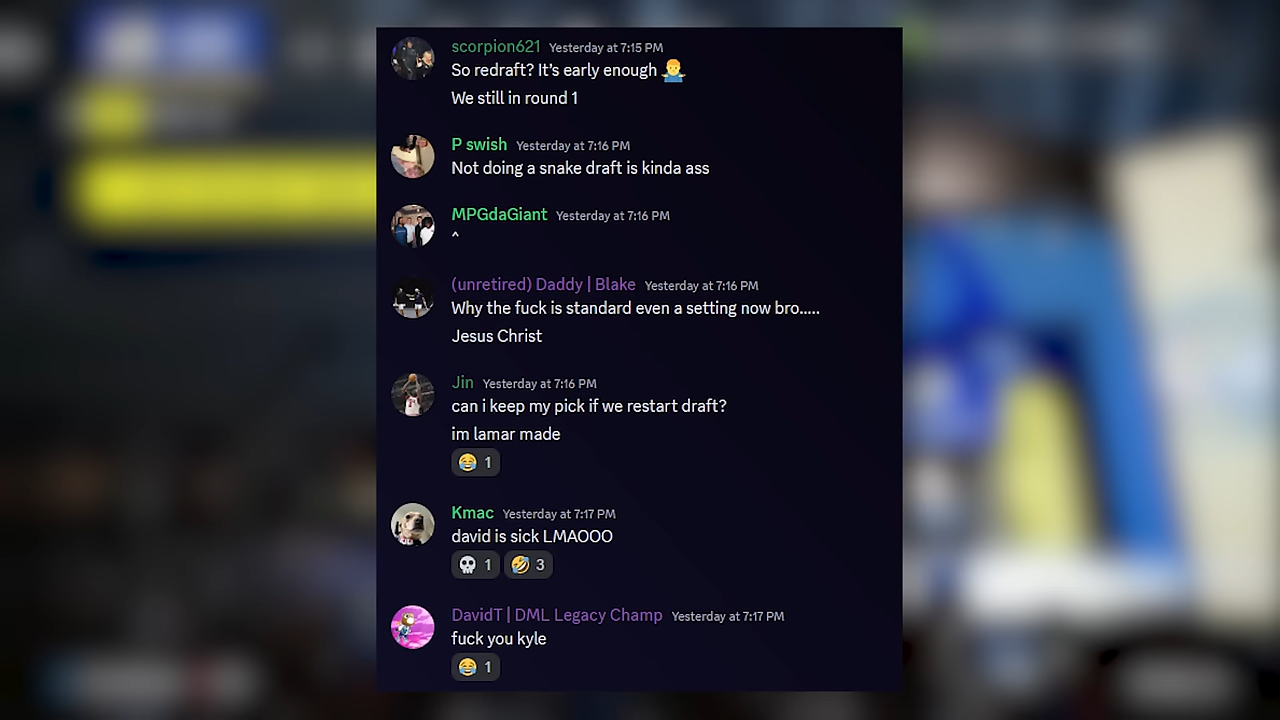 scorpion621 Yesterday at 7:15 PM
So redraft? It's early enough 🤷‍♂️
We still in round 1
P swish Yesterday at 7:16 PM
Not doing a snake draft is kinda ass
MPGdaGiant Yesterday at 7:16 PM
^
(unretired) Daddy | Blake Yesterday at 7:16 PM
Why the fuck is standard even a setting now bro.....
Jesus Christ
Jin Yesterday at 7:16 PM
can i keep my pick if we restart draft?
im lamar made
😂 1
Kmac Yesterday at 7:17 PM
david is sick LMAOOO
💀 1 🤣 3
DavidT | DML Legacy Champ Yesterday at 7:17 PM
fuck you kyle
😂 1